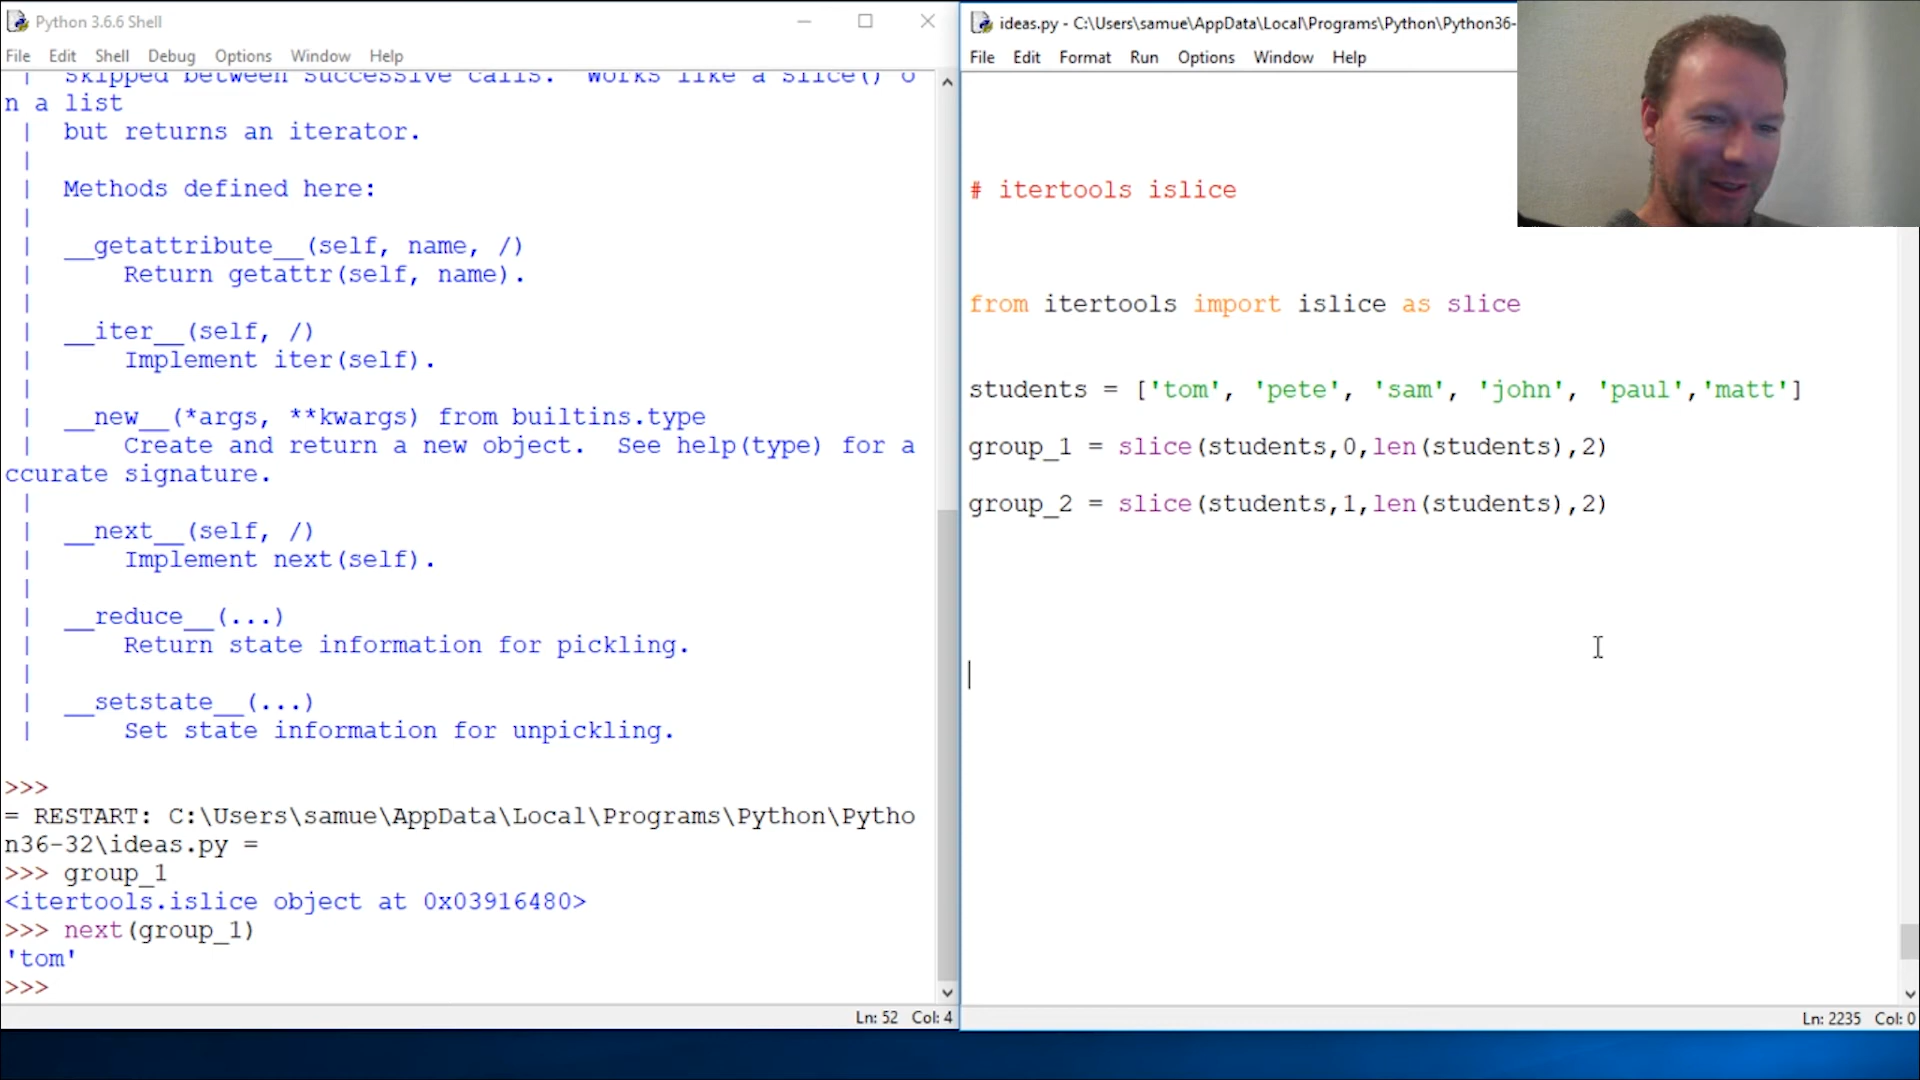 Python 3.6.6 Shell
File Edit Shell Debug Options Window Help
| skipped between successive calls. Works like a slice() o
n a list
| but returns an iterator.
|
| Methods defined here:
|
| __getattribute__(self, name, /)
| Return getattr(self, name).
|
| __iter__(self, /)
| Implement iter(self).
|
| __new__(*args, **kwargs) from builtins.type
| Create and return a new object. See help(type) for a
ccurate signature.
|
| __next__(self, /)
| Implement next(self).
|
| __reduce__(...)
| Return state information for pickling.
|
| __setstate__(...)
| Set state information for unpickling.
>>>
= RESTART: C:\Users\samue\AppData\Local\Programs\Python\Pytho
n36-32\ideas.py =
>>> group_1
<itertools.islice object at 0x03916480>
>>> next(group_1)
'tom'
>>>
Ln: 52 Col: 4
ideas.py - C:\Users\samue\AppData\Local\Programs\Python\Python36-
File Edit Format Run Options Window Help
# itertools islice
from itertools import islice as slice
students = ['tom', 'pete', 'sam', 'john', 'paul','matt']
group_1 = slice(students,0,len(students),2)
group_2 = slice(students,1,len(students),2)
Ln: 2235 Col: 0